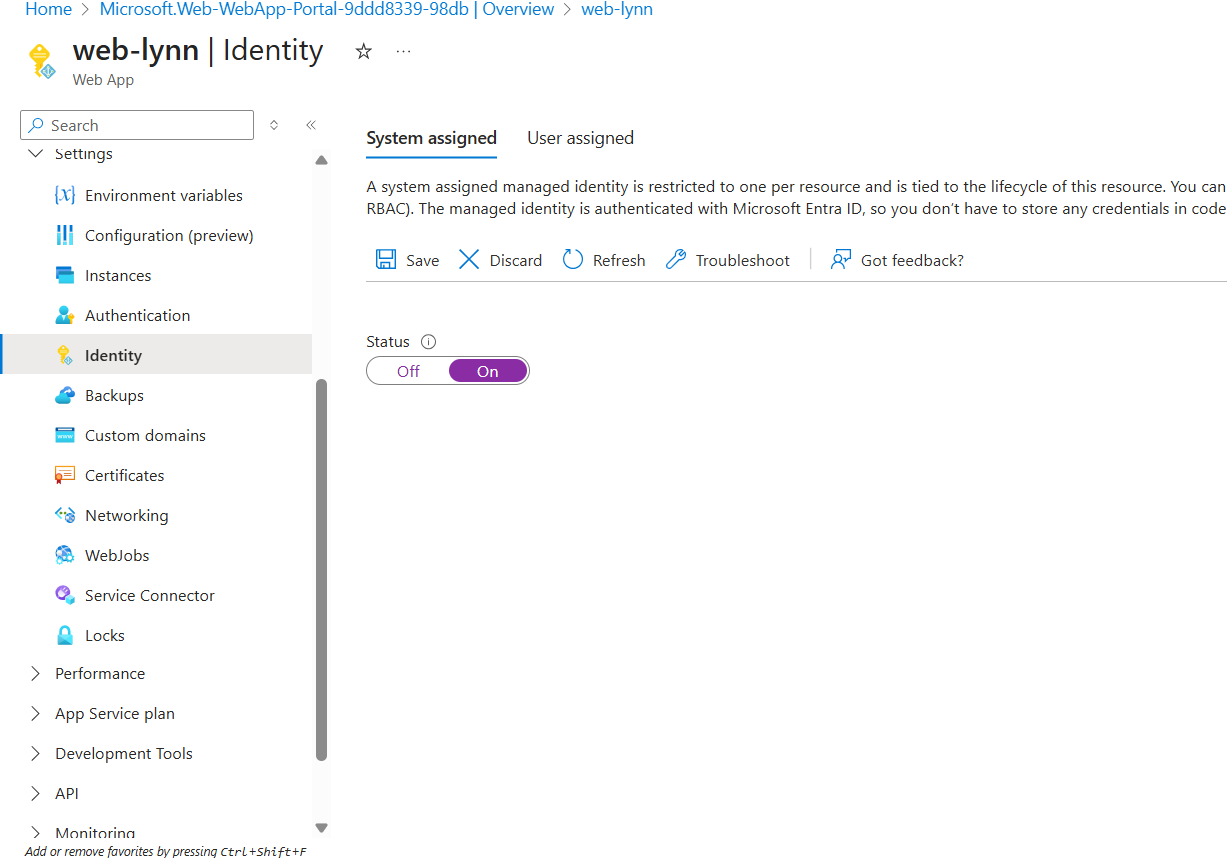 Home > Microsoft.Web-WebApp-Portal-9ddd8339-98db | Overview > web-lynn
web-lynn | Identity
Web App
Search
Settings
Environment variables
Configuration (preview)
Instances
Authentication
Identity
Backups
Custom domains
Certificates
Networking
WebJobs
Service Connector
Locks
Performance
App Service plan
Development Tools
API
Monitoring
Add or remove favorites by pressing Ctrl+Shift+F
System assigned User assigned
A system assigned managed identity is restricted to one per resource and is tied to the lifecycle of this resource. You can
RBAC). The managed identity is authenticated with Microsoft Entra ID, so you don't have to store any credentials in code
Save Discard Refresh Troubleshoot Got feedback?
Status
Off On